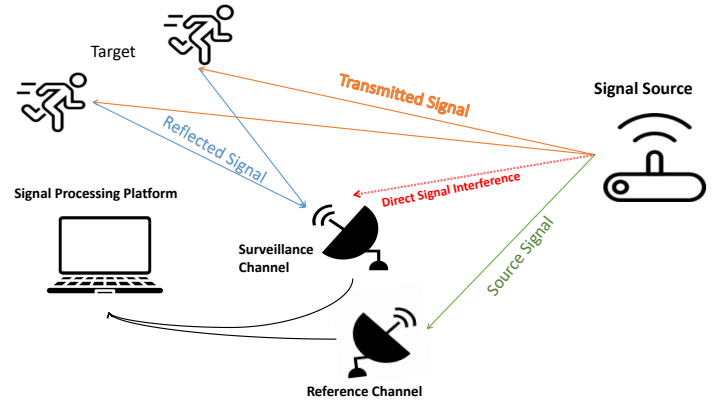 Target
Transmitted Signal
Signal Source
Reflected Signal
Signal Processing Platform
Direct Signal Interference
Surveillance
Channel
Source Signal
Reference Channel